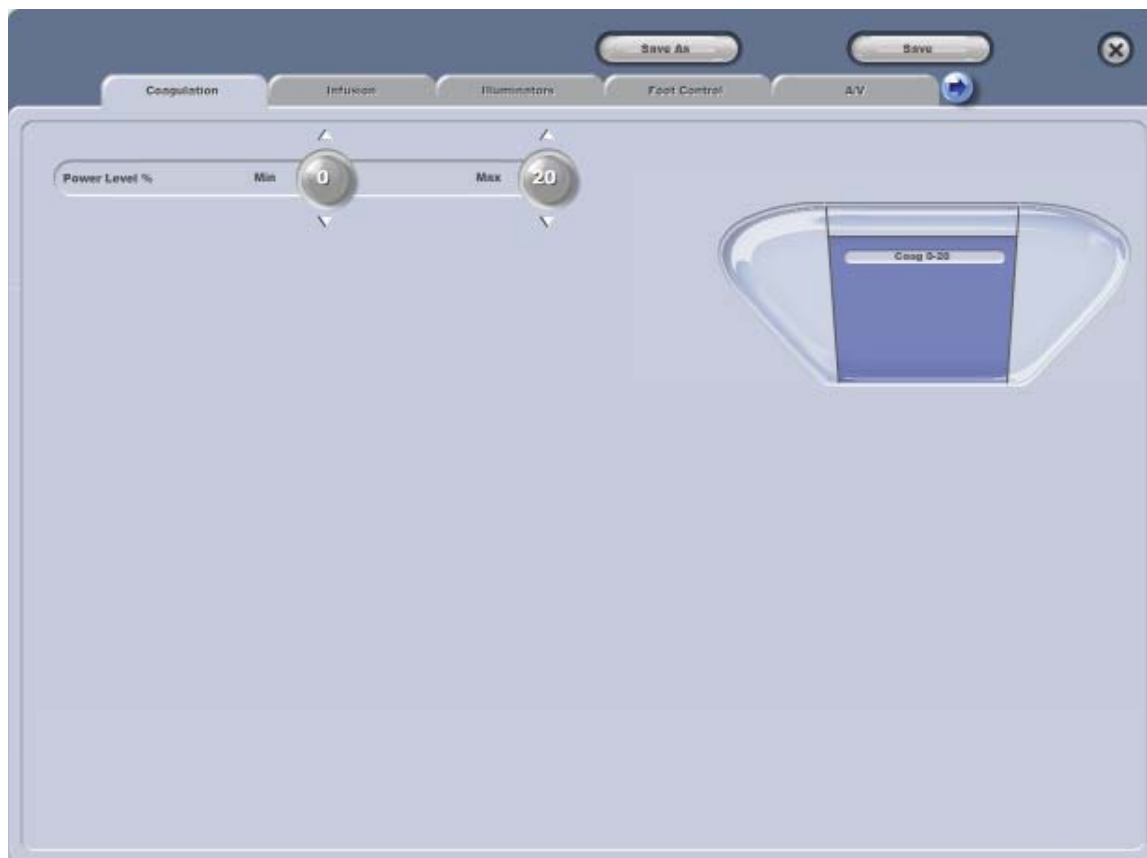 Save As
Save
Coagulation
Infusion
Illuminators
Foot Control
A/V
Power Level %
Min
0
Max
20
Coag 0-20